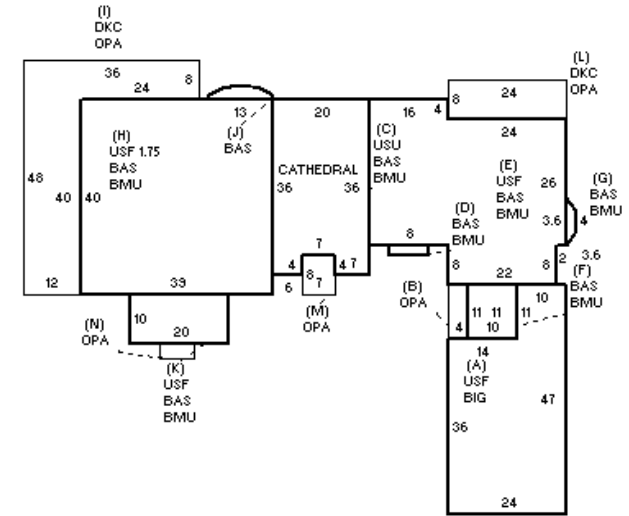 (I)
DKC
OPA
36
24
8
(L)
DKC
OPA
24
8
4
24
13
20
16
(J)
BAS
(H)
USF 1.75
BAS
BMU
CATHEDRAL
36
36
(C)
USU
BAS
BMU
(E)
USF
BAS
BMU
26
(G)
BAS
BMU
48
40
40
3.6
4
(D)
BAS
BMU
8
7
2
3.6
4
8
7
4
7
8
22
8
(F)
BAS
BMU
12
39
6
(M)
OPA
(B)
OPA
10
11
11
11
10
4
10
20
(N)
OPA
(K)
USF
BAS
BMU
14
(A)
USF
BIG
36
47
24